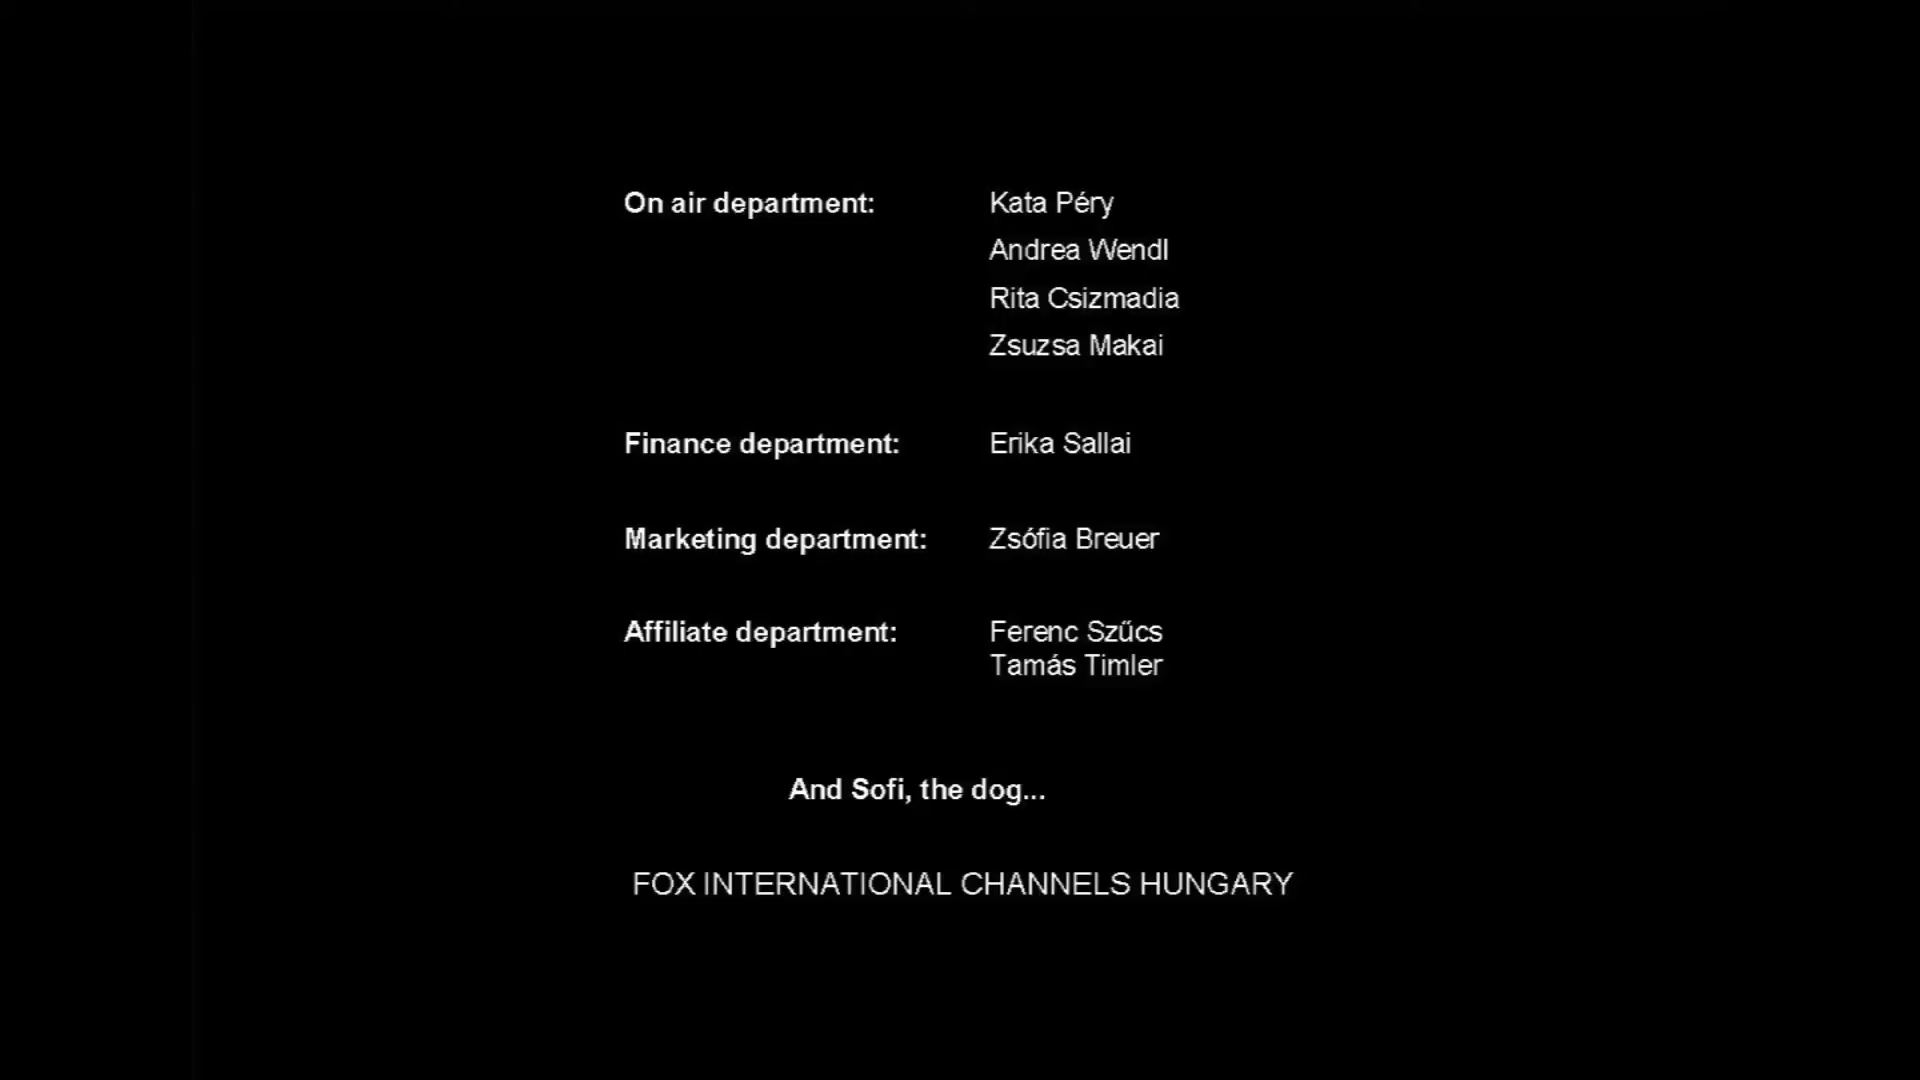 On air department: Kata Péry
Andrea Wendl
Rita Csizmadia
Zsuzsa Makai
Finance department: Erika Sallai
Marketing department: Zsófia Breuer
Affiliate department: Ferenc Szűcs
Tamás Timler
And Sofi, the dog...
FOX INTERNATIONAL CHANNELS HUNGARY